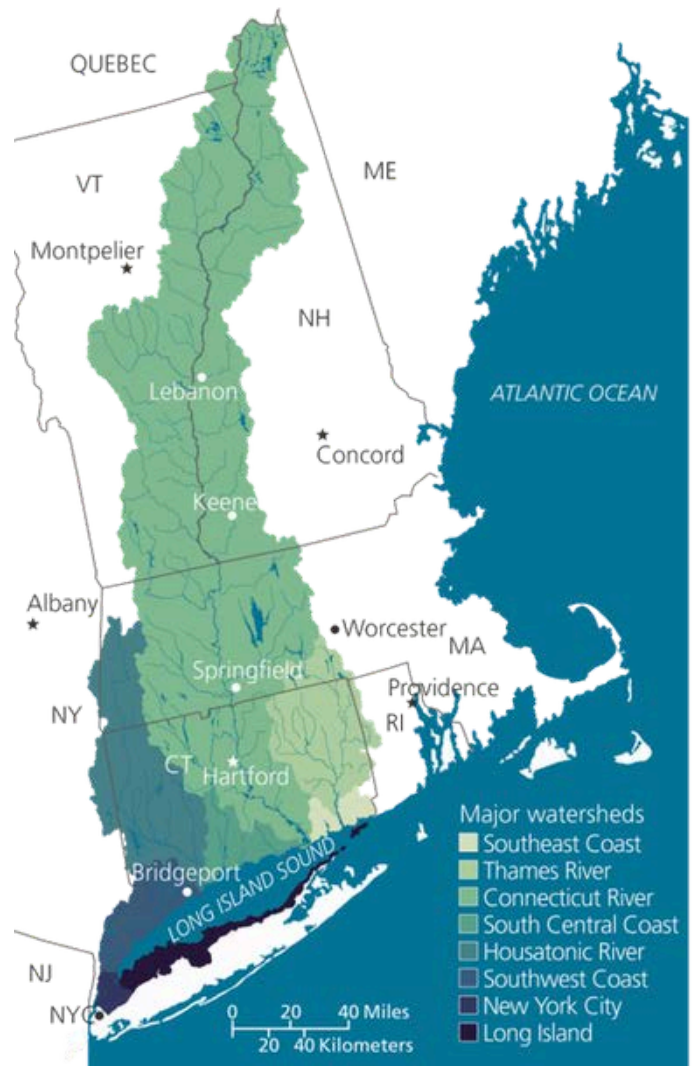 QUEBEC
VT
ME
Montpelier
NH
Lebanon
ATLANTIC OCEAN
Concord
Keene
Albany
Worcester
MA
Springfield
Providence
NY
RI
CT
Hartford
Bridgeport
LONG ISLAND SOUND
NJ
NYC
Major watersheds
Southeast Coast
Thames River
Connecticut River
South Central Coast
Housatonic River
Southwest Coast
New York City
Long Island
0 20 40 Miles
20 40 Kilometers